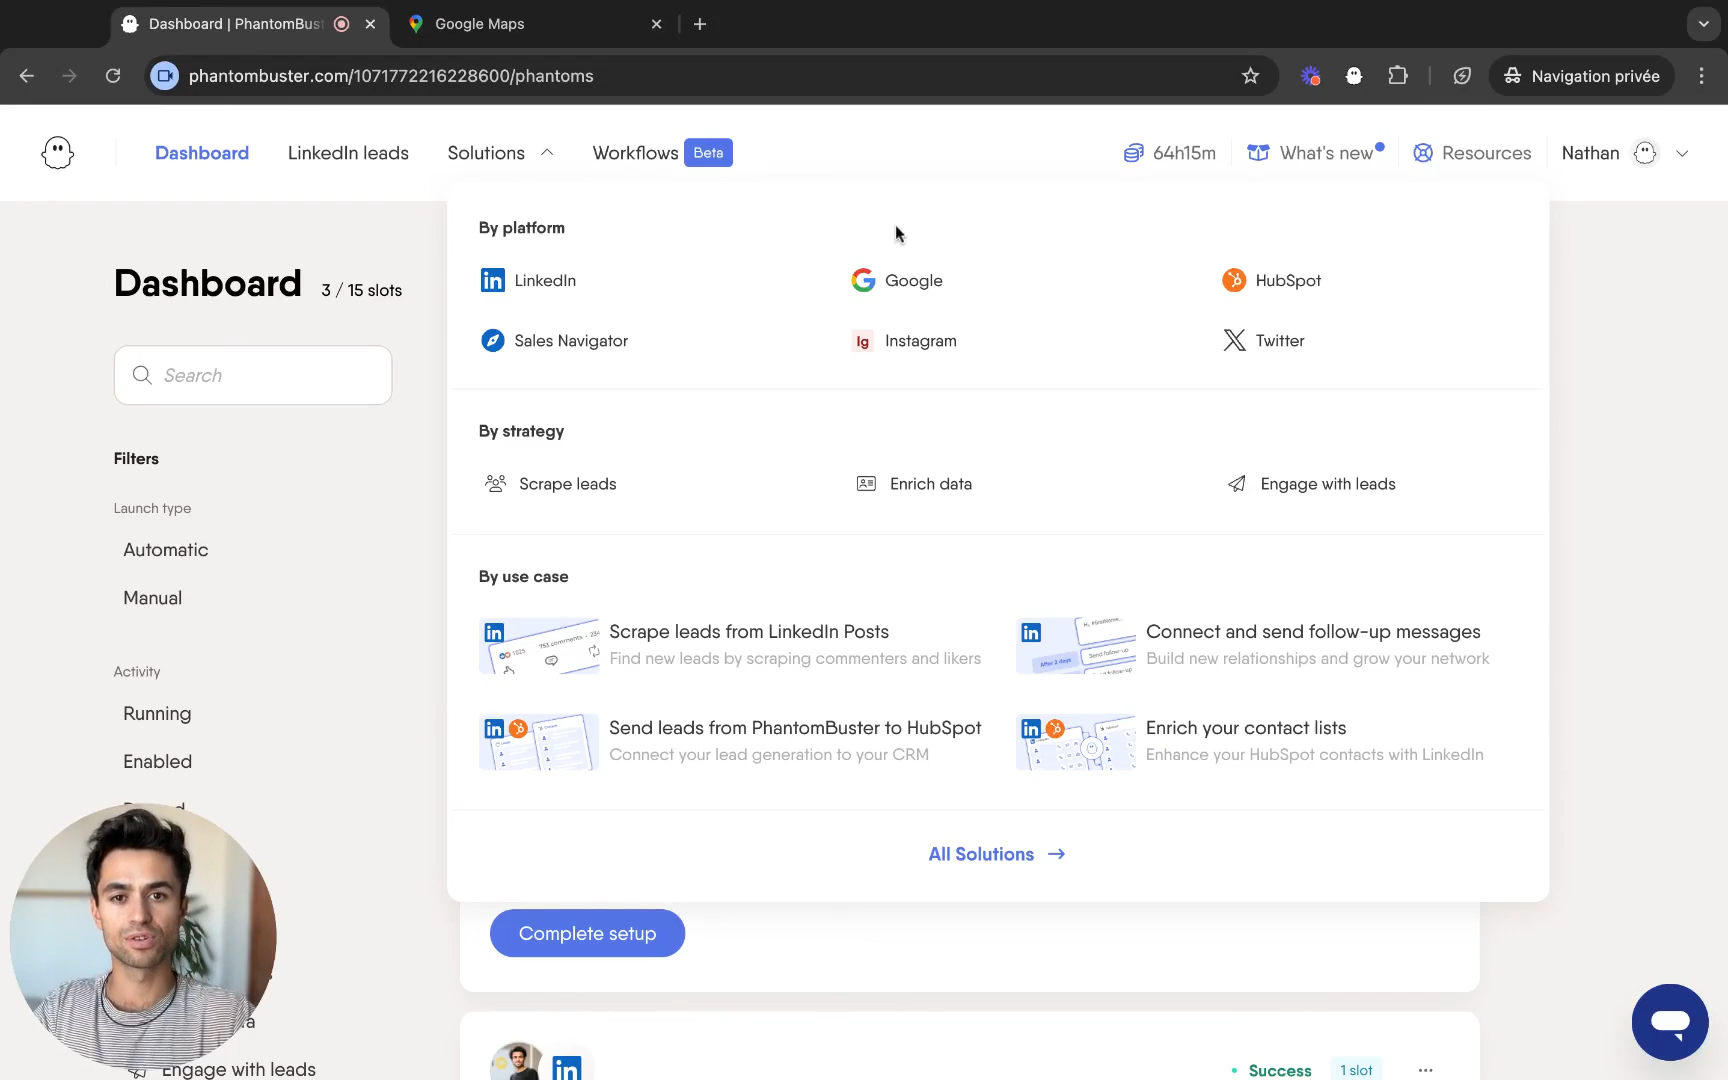 Dashboard | PhantomBust
Google Maps
phantombuster.com/1071772216228600/phantoms
Navigation privée
Dashboard
LinkedIn leads
Solutions
Workflows
Beta
64h15m
What's new
Resources
Nathan
By platform
LinkedIn
Google
HubSpot
Sales Navigator
Ig
Instagram
Twitter
By strategy
Scrape leads
Enrich data
Engage with leads
By use case
Scrape leads from LinkedIn Posts
Find new leads by scraping commenters and likers
Connect and send follow-up messages
Build new relationships and grow your network
Send leads from PhantomBuster to HubSpot
Connect your lead generation to your CRM
Enrich your contact lists
Enhance your HubSpot contacts with LinkedIn
All Solutions
Dashboard
3 / 15 slots
Search
Filters
Launch type
Automatic
Manual
Activity
Running
Enabled
Engage with leads
Complete setup
Success
1 slot